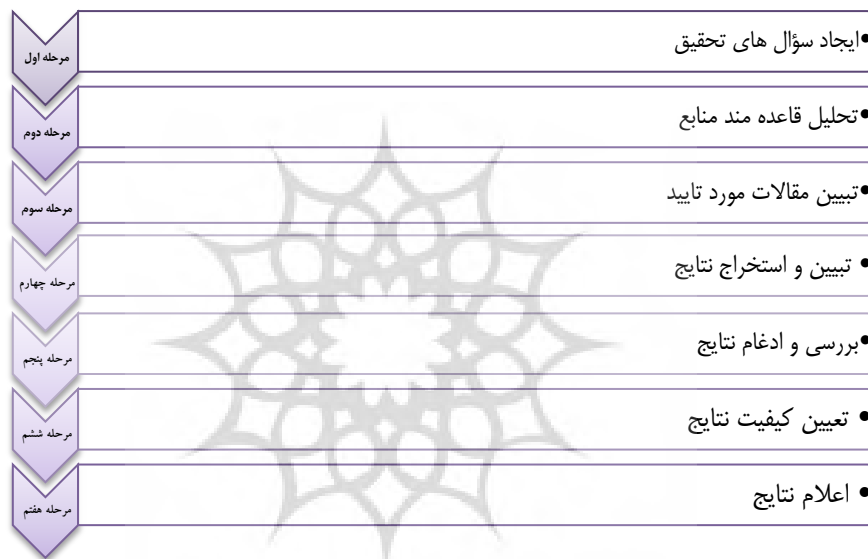 مرحله اول
•ایجاد سؤال های تحقیق
مرحله دوم
•تحلیل قاعده مند منابع
مرحله سوم
•تبیین مقالات مورد تایید
مرحله چهارم
• تبیین و استخراج نتایج
مرحله پنجم
•بررسی و ادغام نتایج
مرحله ششم
• تعیین کیفیت نتایج
مرحله هفتم
• اعلام نتایج